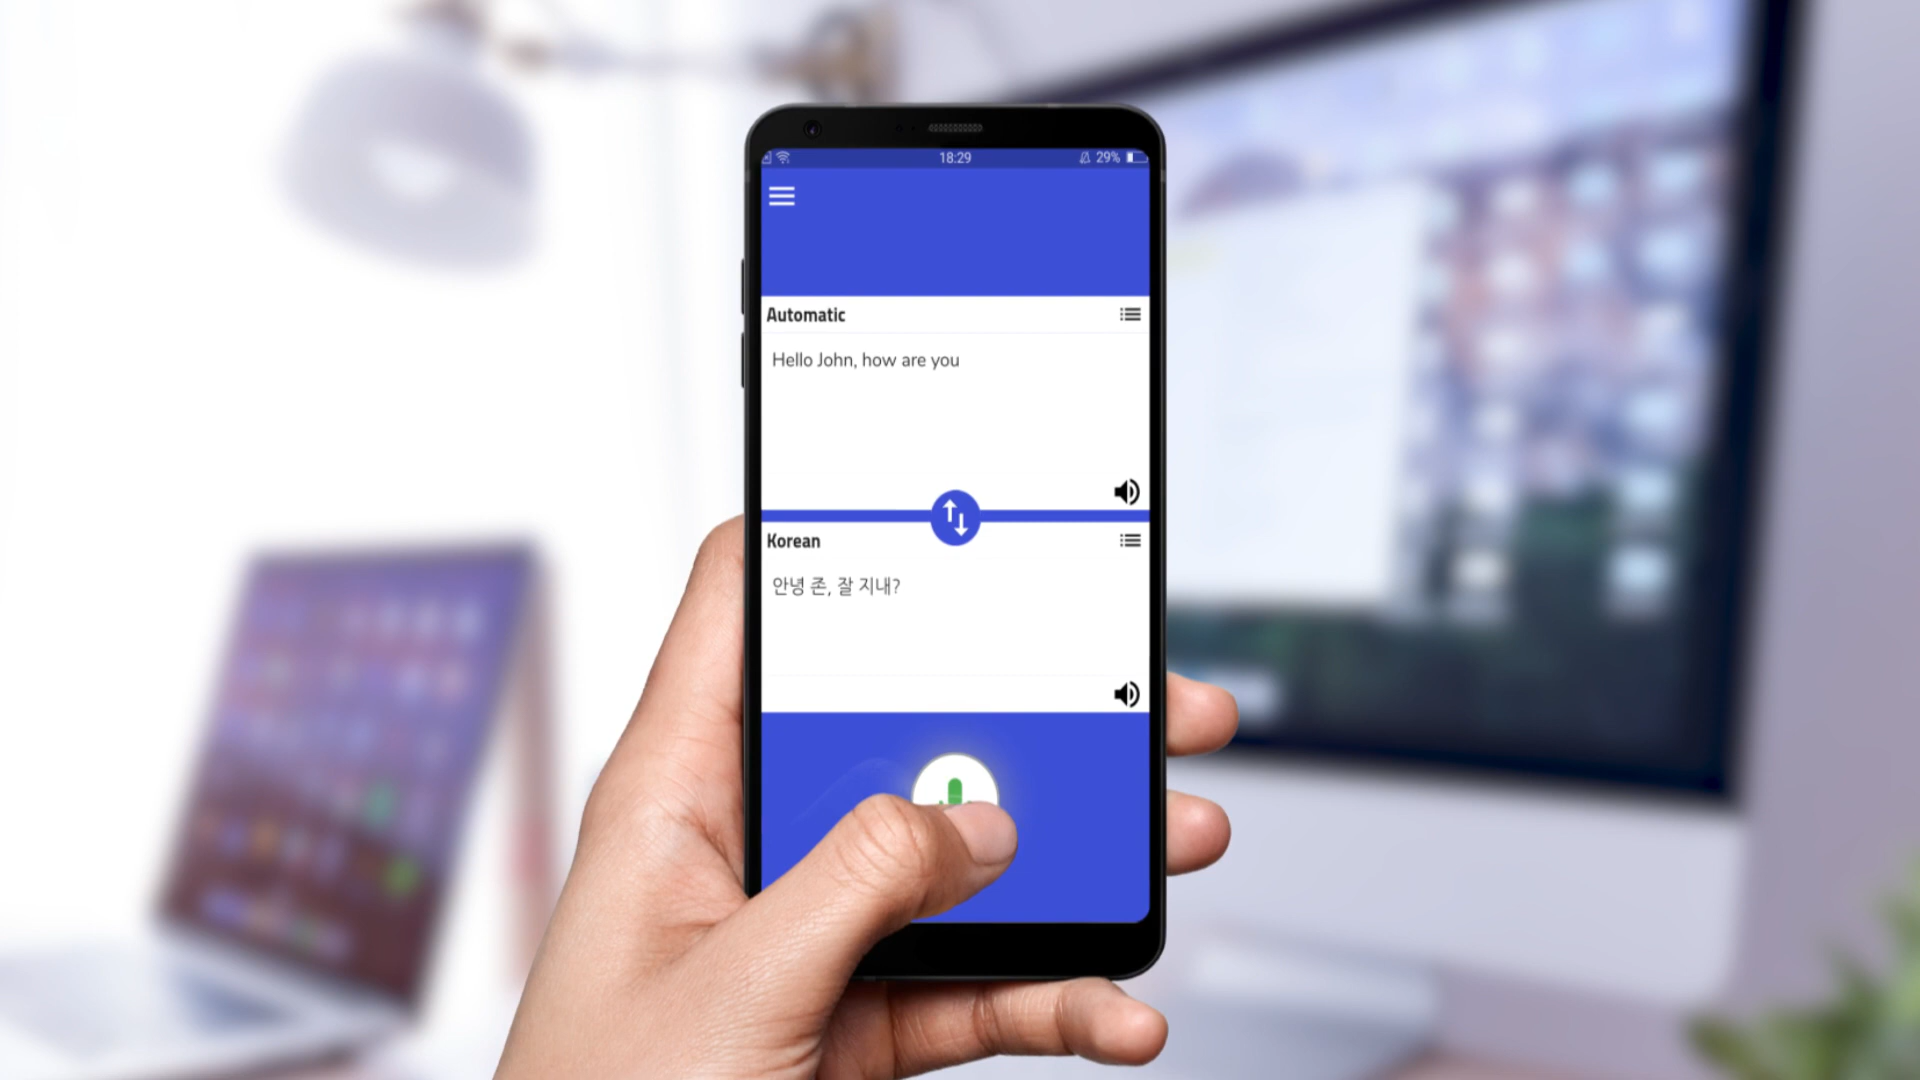 18:29
29%
Automatic
Hello John, how are you
Korean
안녕 존, 잘 지내?